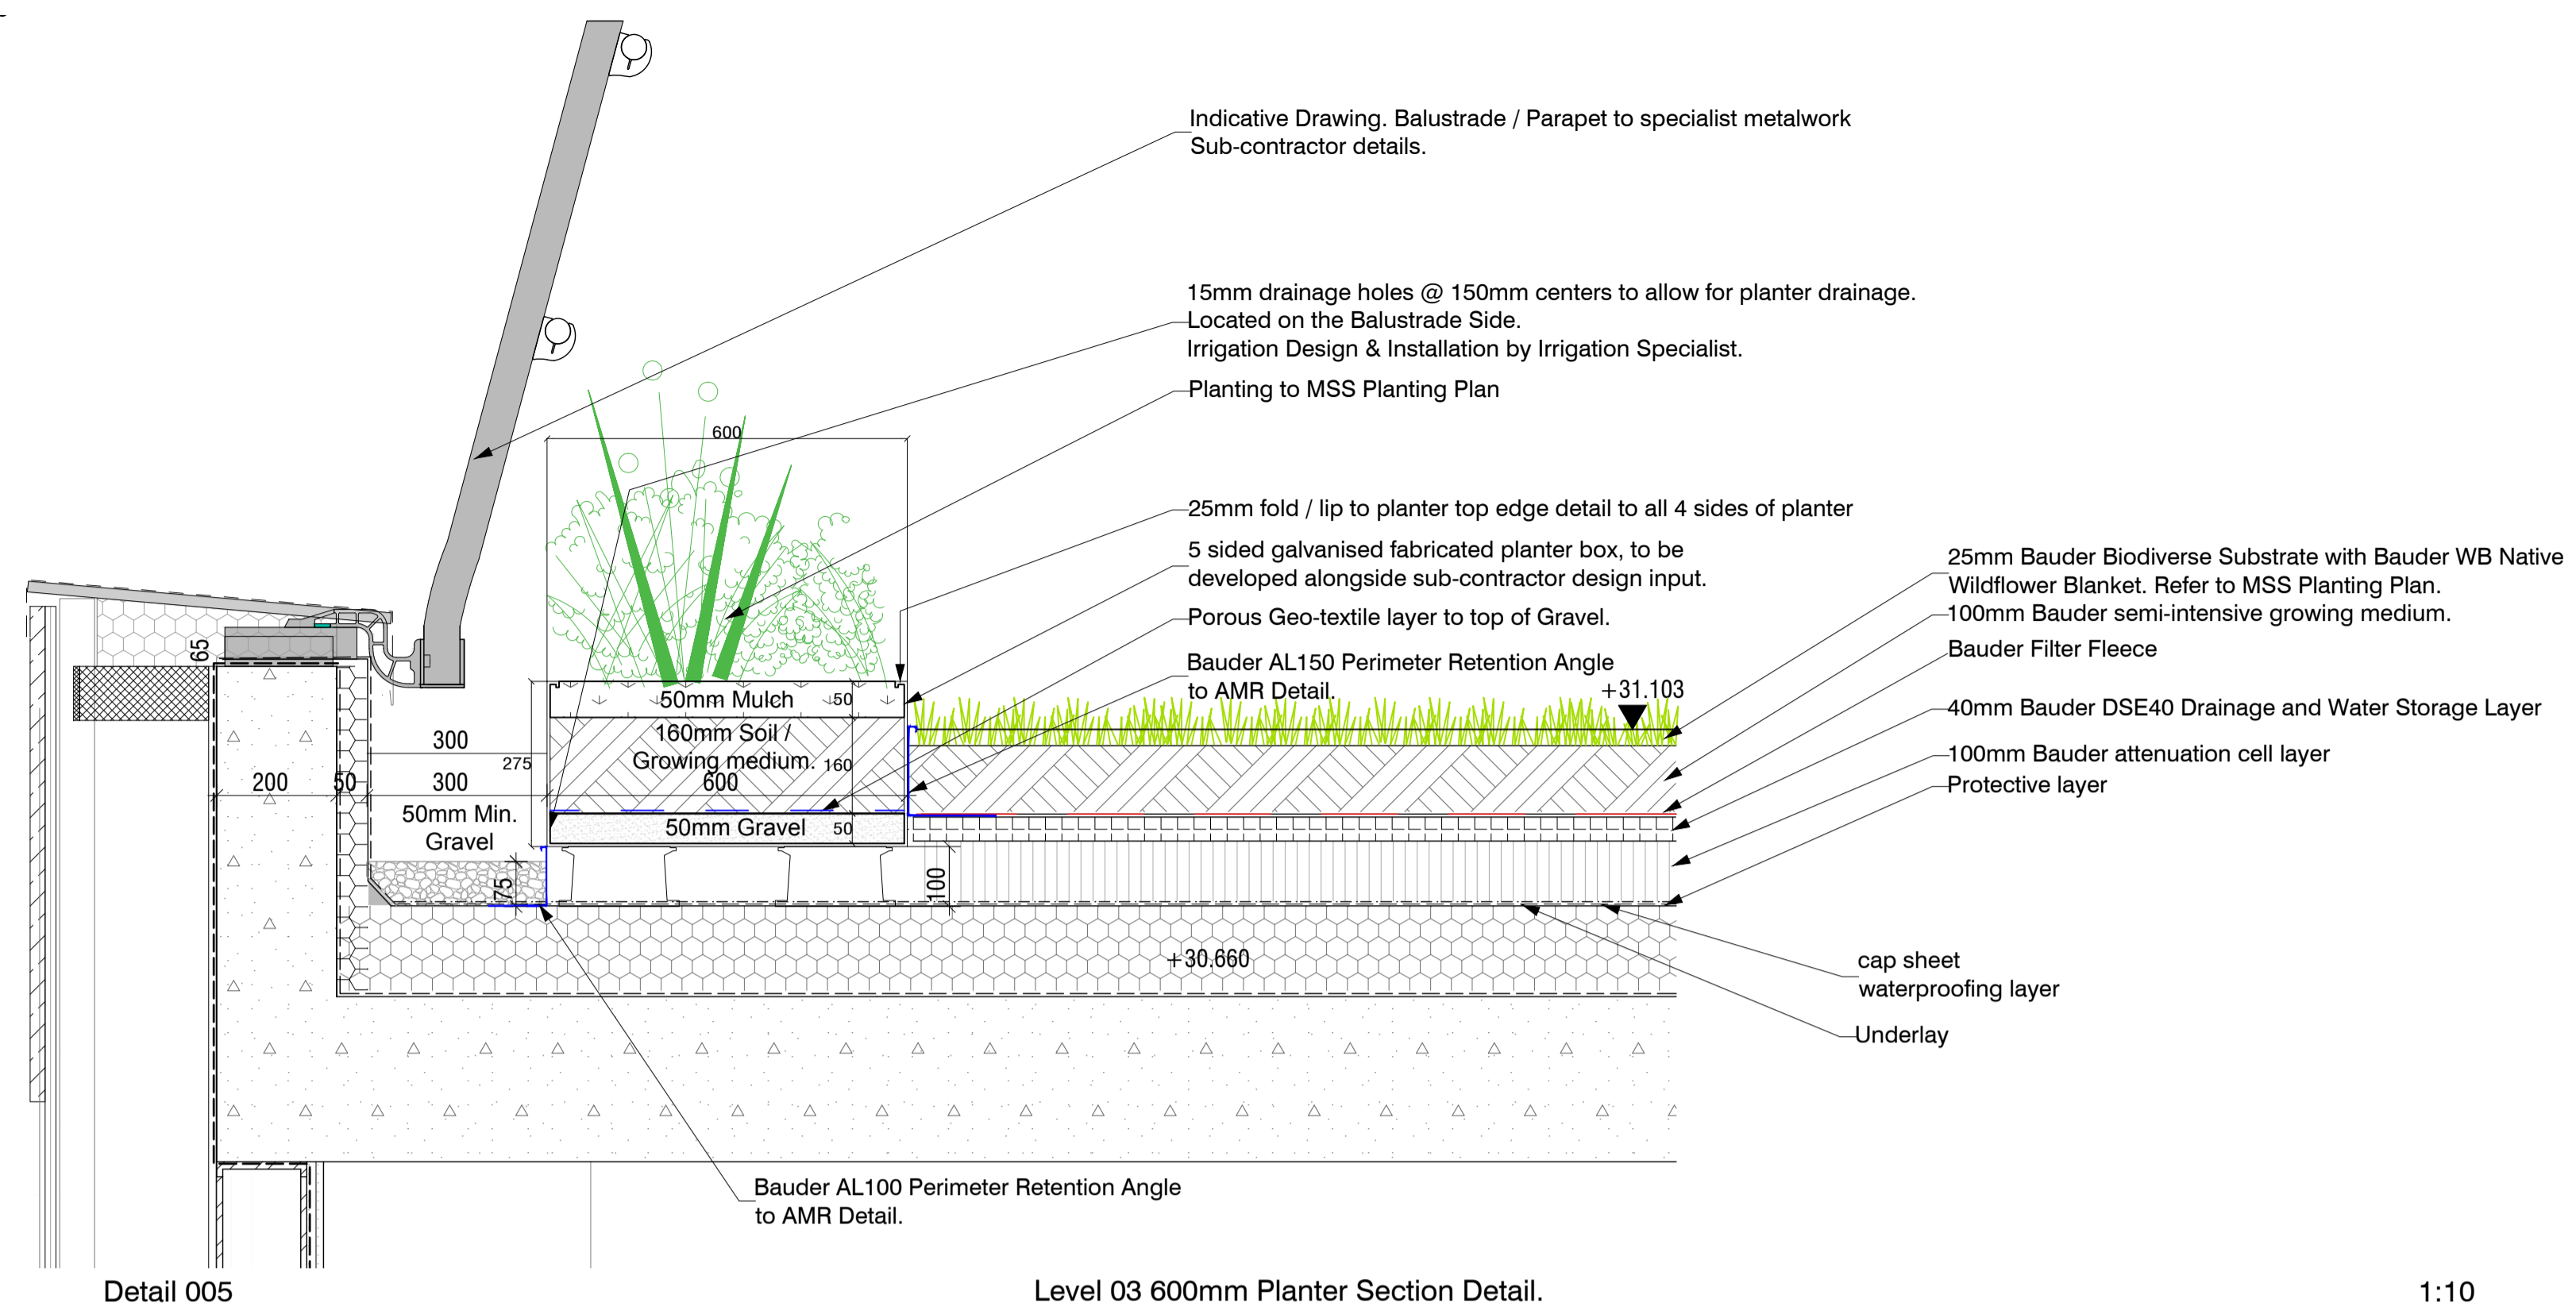 Indicative Drawing. Balustrade / Parapet to specialist metalwork
Sub-contractor details.
15mm drainage holes @ 150mm centers to allow for planter drainage.
Located on the Balustrade Side.
Irrigation Design & Installation by Irrigation Specialist.
Planting to MSS Planting Plan
600
25mm fold / lip to planter top edge detail to all 4 sides of planter
5 sided galvanised fabricated planter box, to be
developed alongside sub-contractor design input.
Porous Geo-textile layer to top of Gravel.
Bauder AL150 Perimeter Retention Angle
to AMR Detail.
25mm Bauder Biodiverse Substrate with Bauder WB Native
Wildflower Blanket. Refer to MSS Planting Plan.
100mm Bauder semi-intensive growing medium.
Bauder Filter Fleece
40mm Bauder DSE40 Drainage and Water Storage Layer
100mm Bauder attenuation cell layer
Protective layer
+31.103
65
50mm Mulch
50
160mm Soil /
Growing medium.
160
300
275
200
50
300
600
50mm Min.
Gravel
50mm Gravel
50
75
100
+30.660
cap sheet
waterproofing layer
Underlay
Bauder AL100 Perimeter Retention Angle
to AMR Detail.
Detail 005
Level 03 600mm Planter Section Detail.
1:10